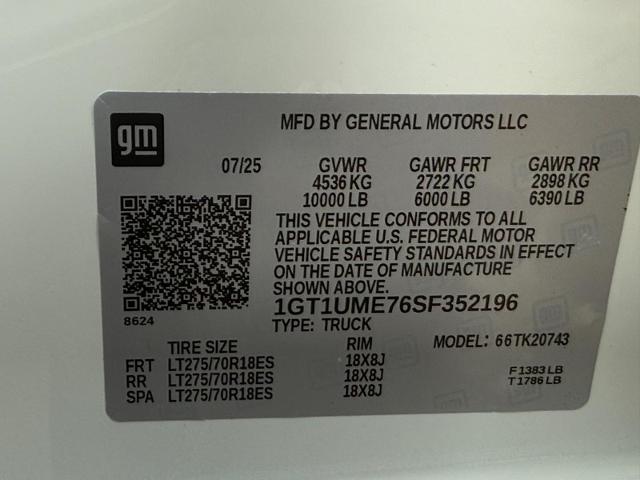 gm
MFD BY GENERAL MOTORS LLC
07/25 GVWR GAWR FRT GAWR RR
4536 KG 2722 KG 2898 KG
10000 LB 6000 LB 6390 LB
THIS VEHICLE CONFORMS TO ALL
APPLICABLE U.S. FEDERAL MOTOR
VEHICLE SAFETY STANDARDS IN EFFECT
ON THE DATE OF MANUFACTURE
SHOWN ABOVE.
1GT1UME76SF352196
8624
TYPE: TRUCK
TIRE SIZE RIM MODEL: 66TK20743
FRT LT275/70R18ES 18X8J
RR LT275/70R18ES 18X8J
SPA LT275/70R18ES 18X8J
F 1383 LB
T 1786 LB